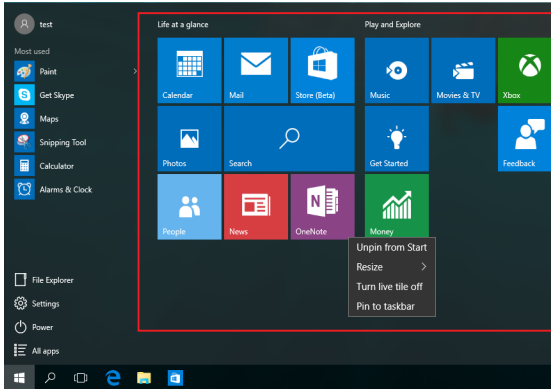 test
Life at a glance
Play and Explore
Most used
Paint
Get Skype
Maps
Snipping Tool
Calculator
Alarms & Clock
Calendar
Mail
Store (Beta)
Music
Movies & TV
Xbox
Photos
Search
Get Started
Feedback
People
News
OneNote
Money
Unpin from Start
Resize
Turn live tile off
Pin to taskbar
File Explorer
Settings
Power
All apps